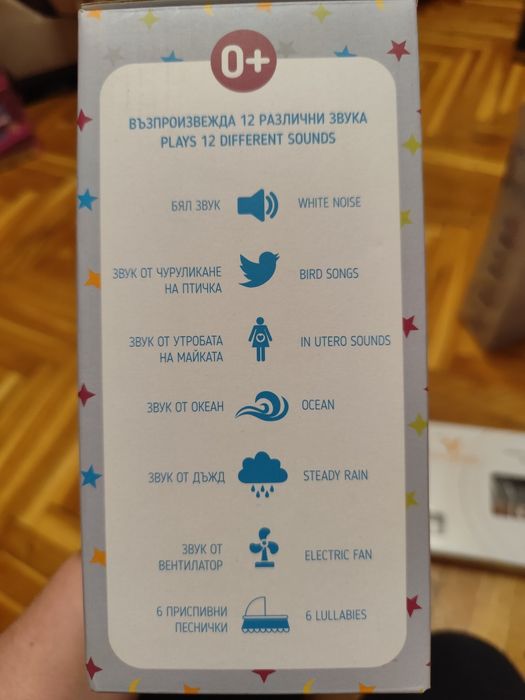 0+
ВЪЗПРОИЗВЕЖДА 12 РАЗЛИЧНИ ЗВУКА
PLAYS 12 DIFFERENT SOUNDS
БЯЛ ЗВУК
WHITE NOISE
ЗВУК ОТ ЧУРУЛИКАНЕ
НА ПТИЧКА
BIRD SONGS
ЗВУК ОТ УТРОБАТА
НА МАЙКАТА
IN UTERO SOUNDS
ЗВУК ОТ ОКЕАН
OCEAN
ЗВУК ОТ ДЪЖД
STEADY RAIN
ЗВУК ОТ
ВЕНТИЛАТОР
ELECTRIC FAN
6 ПРИСПИВНИ
ПЕСНИЧКИ
6 LULLABIES